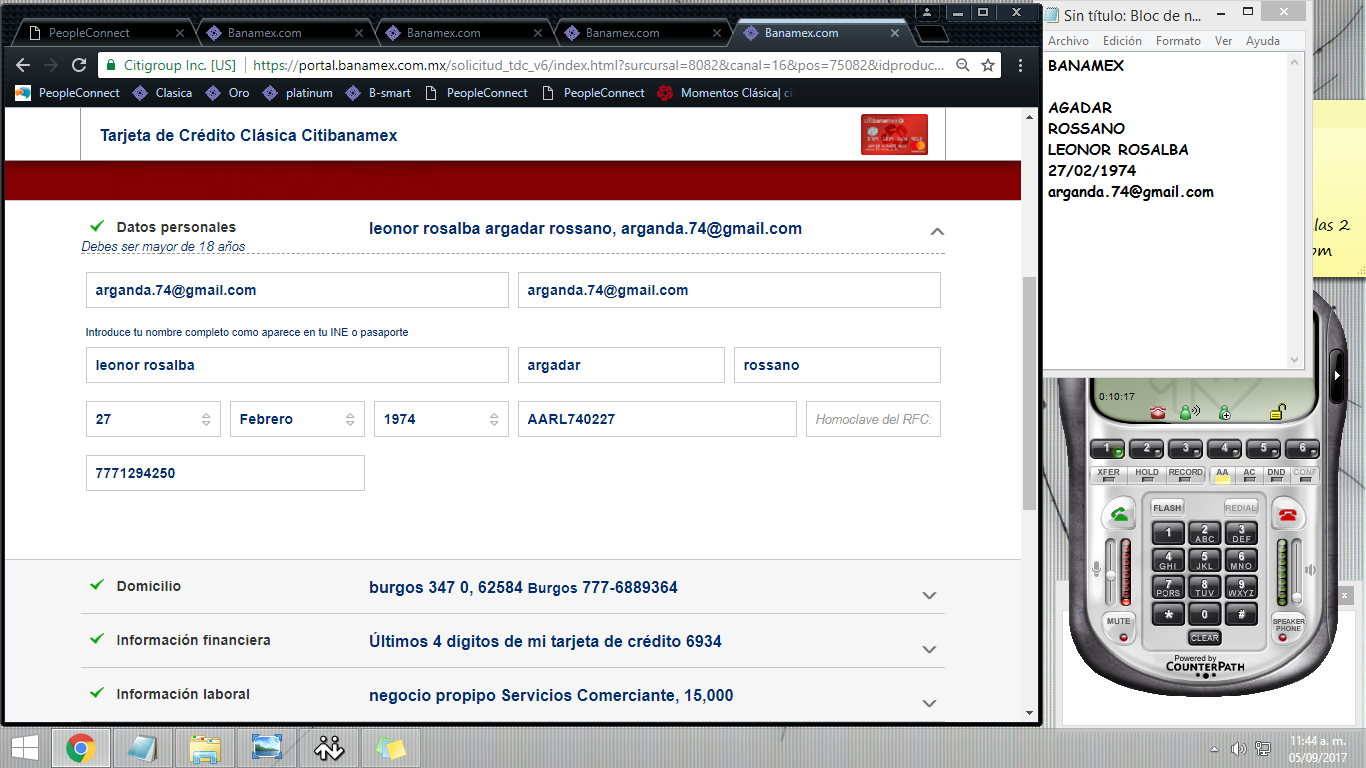 PeopleConnect
Banamex.com
Banamex.com
Banamex.com
Banamex.com
Citigroup Inc. [US]
https://portal.banamex.com.mx/solicitud_tdc_v6/index.html?surcursal=8082&canal=16&pos=75082&idproduc...
PeopleConnect
Clasica
Oro
platinum
B-smart
PeopleConnect
PeopleConnect
Momentos Clásica|
Tarjeta de Crédito Clásica Citibanamex
Datos personales
leonor rosalba argadar rossano, arganda.74@gmail.com
Debes ser mayor de 18 años
arganda.74@gmail.com
arganda.74@gmail.com
Introduce tu nombre completo como aparece en tu INE o pasaporte
leonor rosalba
argadar
rossano
27
Febrero
1974
AARL740227
Homoclave del RFC:
7771294250
Domicilio
burgos 347 0, 62584 Burgos 777-6889364
Información financiera
Últimos 4 dígitos de mi tarjeta de crédito 6934
Información laboral
negocio propipo Servicios Comerciante, 15,000
Sin título: Bloc de n...
Archivo Edición Formato Ver Ayuda
BANAMEX
AGADAR
ROSSANO
LEONOR ROSALBA
27/02/1974
arganda.74@gmail.com
las 2
om
0:10:17
1 2 3 4 5 6
XFER HOLD RECORD AA AC DND CONF
FLASH
REDIAL
1 2 ABC 3 DEF
4 GHI 5 JKL 6 MNO
7 PQRS 8 TUV 9 WXYZ
* 0 #
MUTE
CLEAR
SPEAKER PHONE
Powered by
COUNTERPATH
11:44 a. m.
05/09/2017